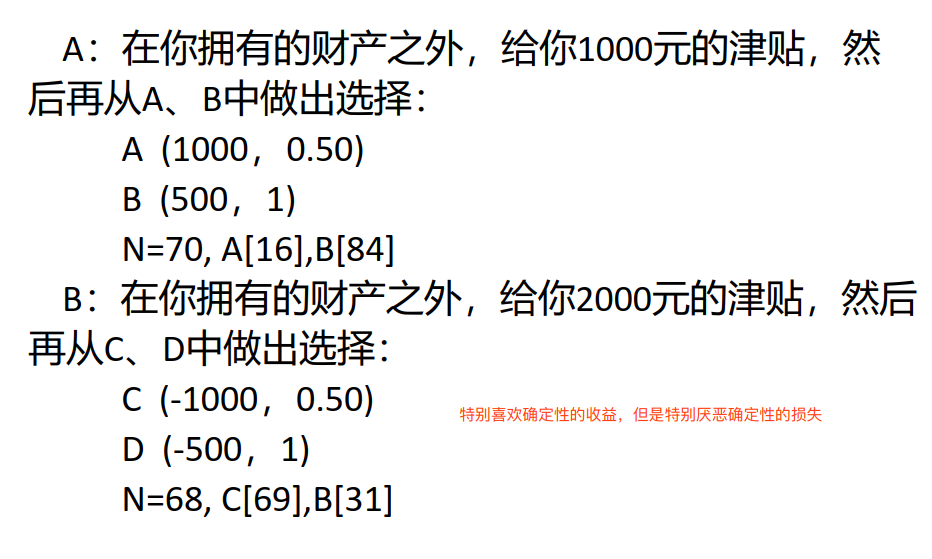 A：在你拥有的财产之外，给你1000元的津贴，然
后再从A、B中做出选择：
A（1000，0.50)
B（500，1)
N=70, A[16],B[84]
B：在你拥有的财产之外，给你2000元的津贴，然后
再从C、D中做出选择：
C（-1000，0.50)
特别喜欢确定性的收益，但是特别厌恶确定性的损失
D（-500，1)
N=68, C[69],B[31]